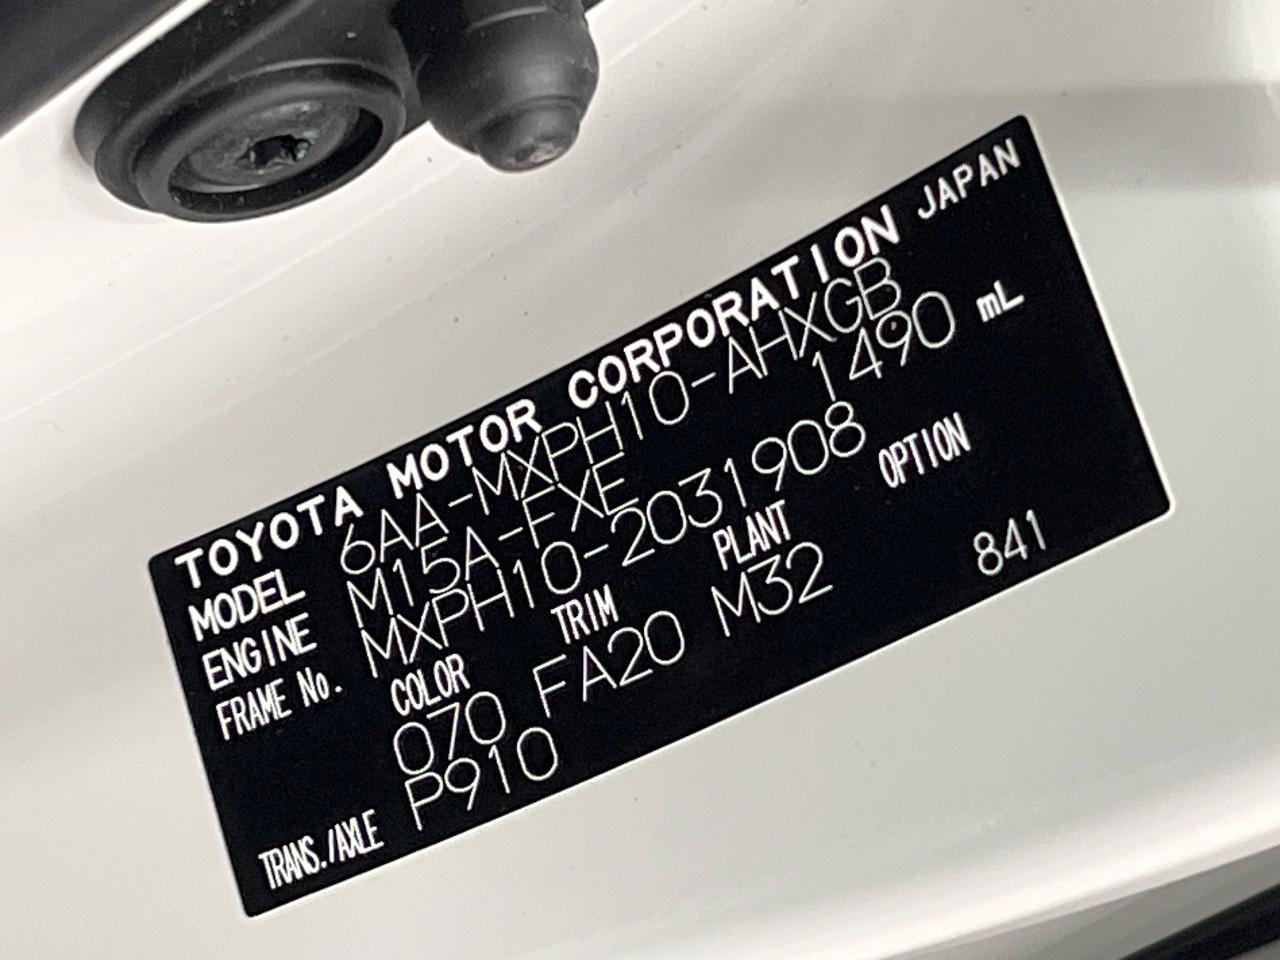 TOYOTA MOTOR CORPORATION JAPAN
MODEL 6AA-MXPH10-AHXGB
ENGINE M15A-FXE 1490 mL
FRAME No. MXPH10-2031908
COLOR TRIM PLANT OPTION
070 FA20 M32 841
TRANS./AXLE P910